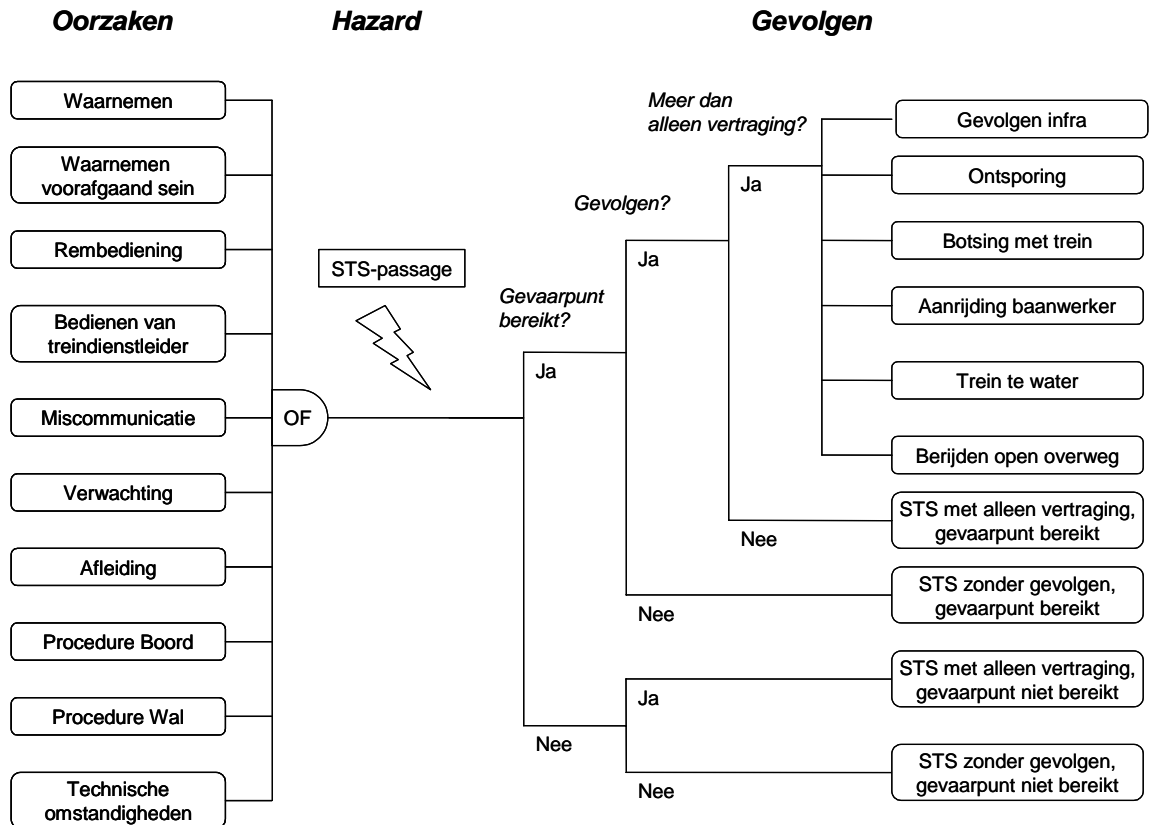 Oorzaken
Hazard
Gevolgen
Waarnemen
Waarnemen
voorafgaand sein
Rembediening
Bedienen van
treindienstleider
Miscommunicatie
Verwachting
Afleiding
Procedure Boord
Procedure Wal
Technische
omstandigheden
OF
STS-passage
Gevaarpunt
bereikt?
Ja
Nee
Gevolgen?
Ja
Nee
Ja
Nee
Meer dan
alleen vertraging?
Ja
Nee
Gevolgen infra
Ontsporing
Botsing met trein
Aanrijding baanwerker
Trein te water
Berijden open overweg
STS met alleen vertraging,
gevaarpunt bereikt
STS zonder gevolgen,
gevaarpunt bereikt
STS met alleen vertraging,
gevaarpunt niet bereikt
STS zonder gevolgen,
gevaarpunt niet bereikt